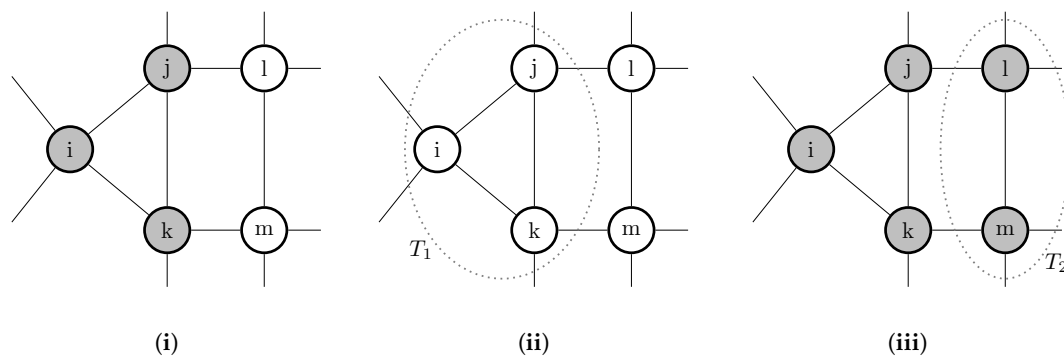 j l j l j l
i i i
k m k m k m
T1 T2
(i) (ii) (iii)